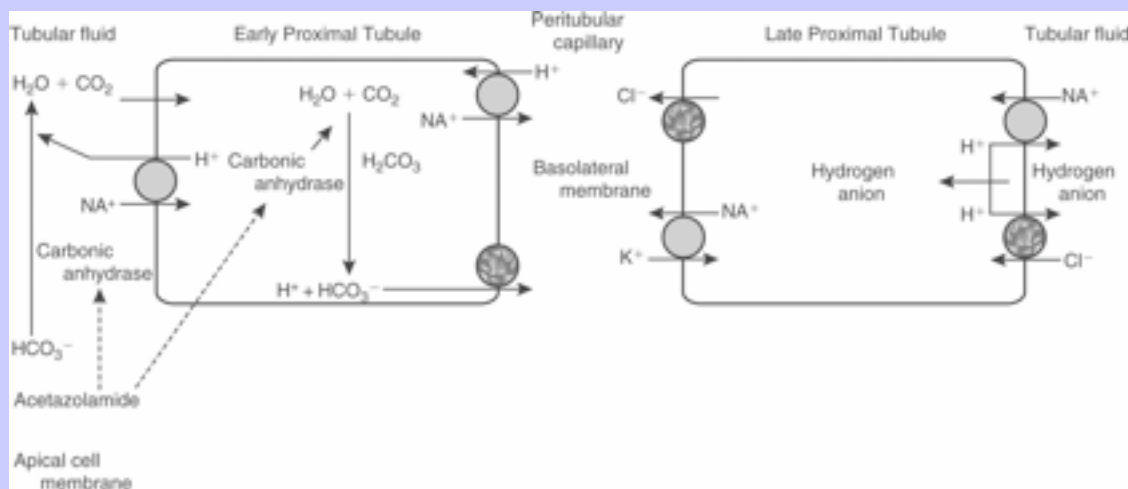 Tubular fluid
Early Proximal Tubule
Peritubular
capillary
Late Proximal Tubule
Tubular fluid
H₂O + CO₂
H⁺
NA⁺
Carbonic
anhydrase
HCO₃⁻
Acetazolamide
Apical cell
membrane
H₂O + CO₂
Carbonic
anhydrase
H₂CO₃
H⁺ + HCO₃⁻
H⁺
NA⁺
Basolateral
membrane
Cl⁻
NA⁺
K⁺
Hydrogen
anion
NA⁺
H⁺
Hydrogen
anion
H⁺
Cl⁻